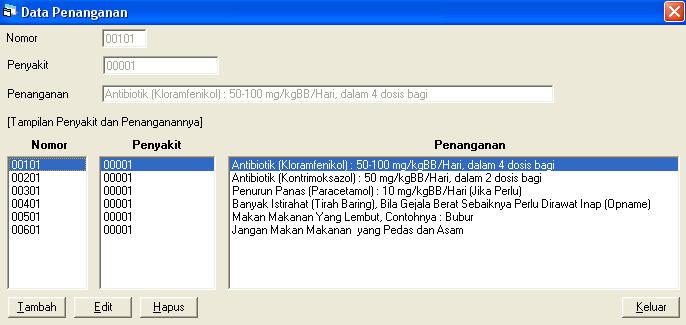 Data Penanganan
Nomor 00101
Penyakit 00001
Penanganan Antibiotik (Kloramfenikol) : 50-100 mg/kgBB/Hari, dalam 4 dosis bagi
[Tampilan Penyakit dan Penanganannya]
Nomor Penyakit Penanganan
00101 00001 Antibiotik (Kloramfenikol) : 50-100 mg/kgBB/Hari, dalam 4 dosis bagi
00201 00001 Antibiotik (Kontrimoksazol) : 50 mg/kgBB/Hari, dalam 2 dosis bagi
00301 00001 Penurun Panas (Paracetamol) : 10 mg/kgBB/Hari (Jika Perlu)
00401 00001 Banyak Istirahat (Tirah Baring), Bila Gejala Berat Sebaiknya Perlu Dirawat Inap (Opname)
00501 00001 Makan Makanan Yang Lembut, Contohnya : Bubur
00601 00001 Jangan Makan Makanan  yang Pedas dan Asam
Tambah Edit Hapus Keluar